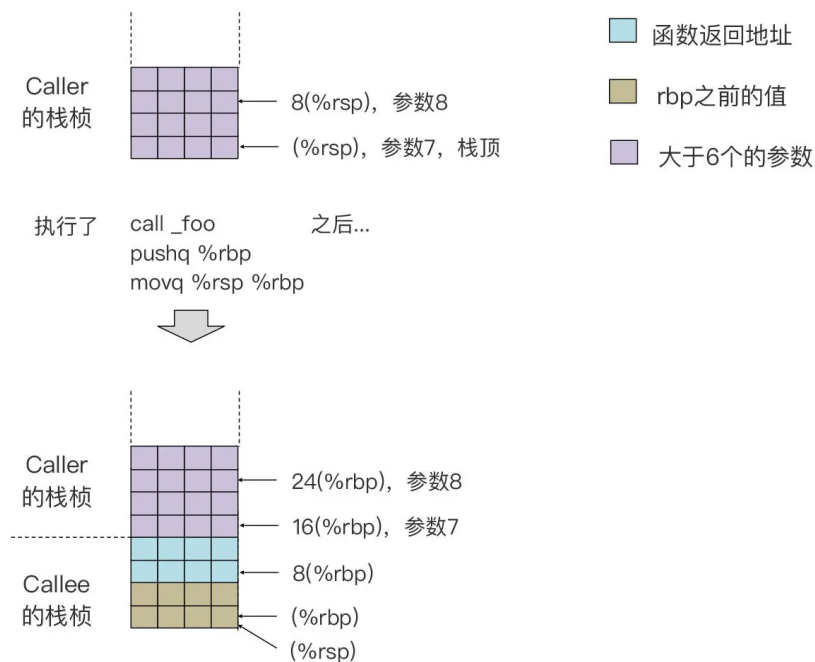 Caller
的栈桢
8(%rsp)，参数8
(%rsp)，参数7，栈顶
函数返回地址
rbp之前的值
大于6个的参数
执行了 call _foo 之后...
pushq %rbp
movq %rsp %rbp
Caller
的栈桢
24(%rbp)，参数8
16(%rbp)，参数7
Callee
的栈桢
8(%rbp)
(%rbp)
(%rsp)